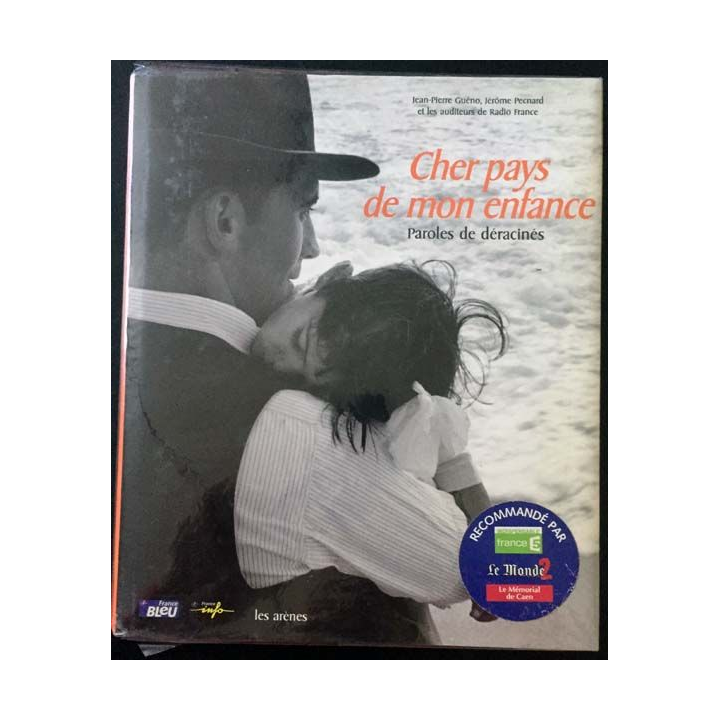 Jean-Pierre Guéno, Jérôme Pecnard
et les auditeurs de Radio France
Cher pays
de mon enfance
Paroles de déracinés
RECOMMANDÉ PAR
france 5
Le Monde 2
Le Mémorial
de Caen
France
BLEU
France
info
les arènes